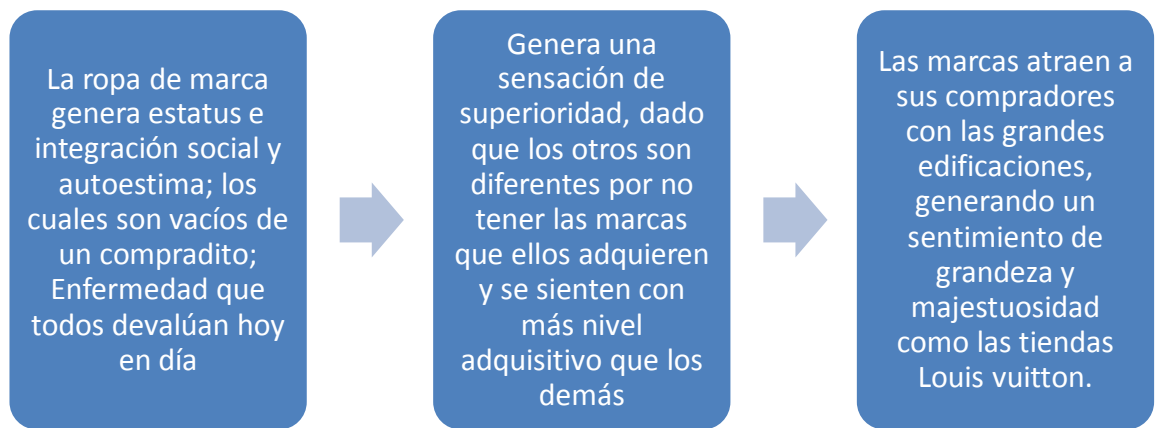 La ropa de marca
genera estatus e
integración social y
autoestima; los
cuales son vacíos de
un compradito;
Enfermedad que
todos devalúan hoy
en día
Genera una
sensación de
superioridad, dado
que los otros son
diferentes por no
tener las marcas
que ellos adquieren
y se sienten con
más nivel
adquisitivo que los
demás
Las marcas atraen a
sus compradores
con las grandes
edificaciones,
generando un
sentimiento de
grandeza y
majestuosidad
como las tiendas
Louis vuitton.